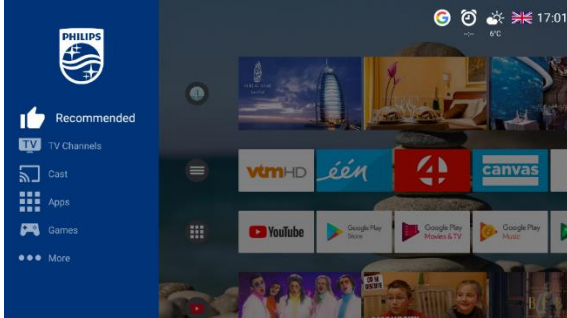 PHILIPS
17:01
--:--
6°C
Recommended
TV
TV Channels
Cast
Apps
Games
More
vtmHD
één
4
canvas
YouTube
Google Play
Store
Google Play
Movies & TV
Google Play
Music